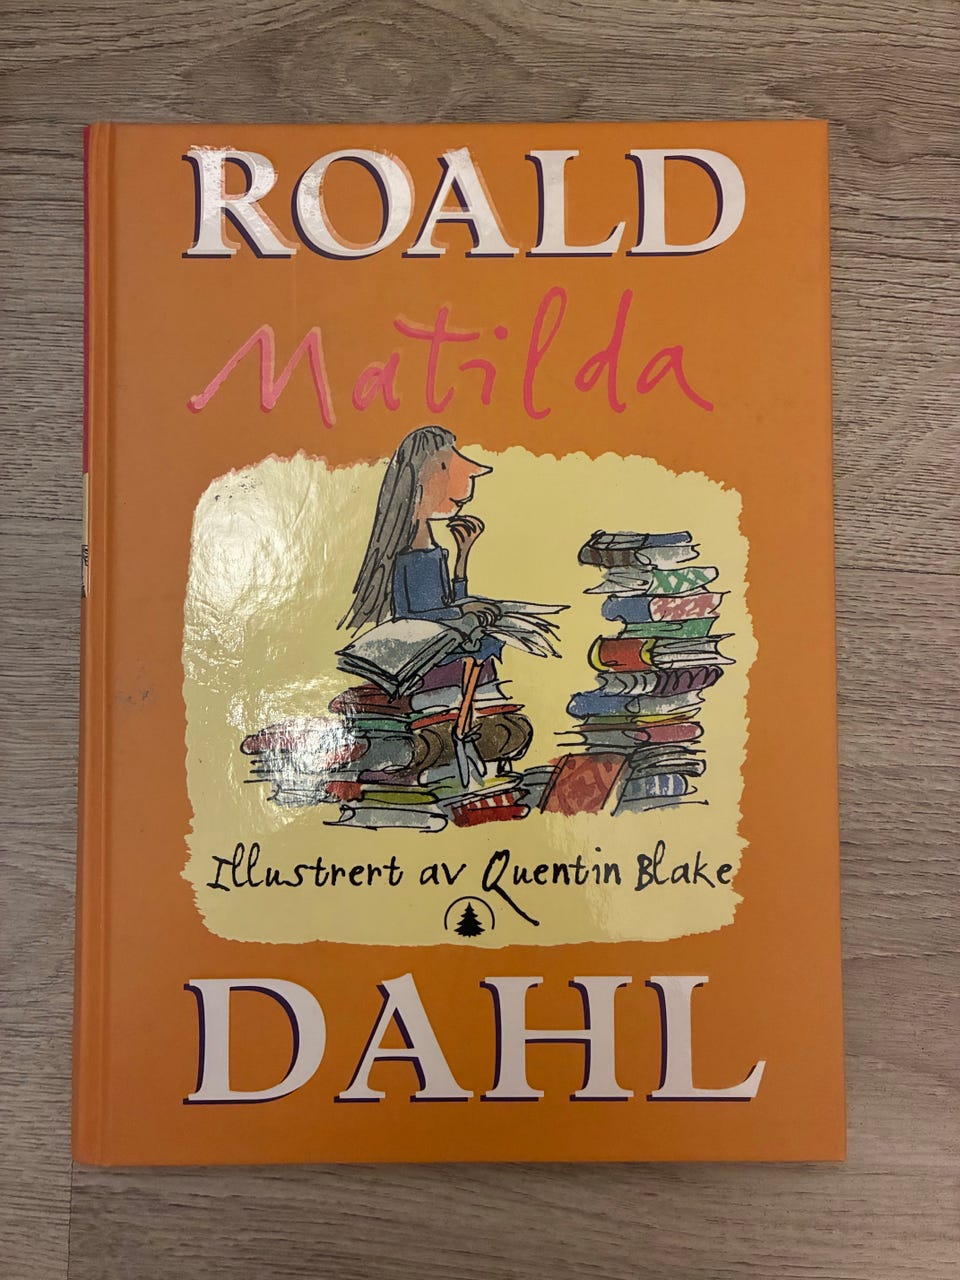 ROALD
Matilda
Illustrert av Quentin Blake
DAHL